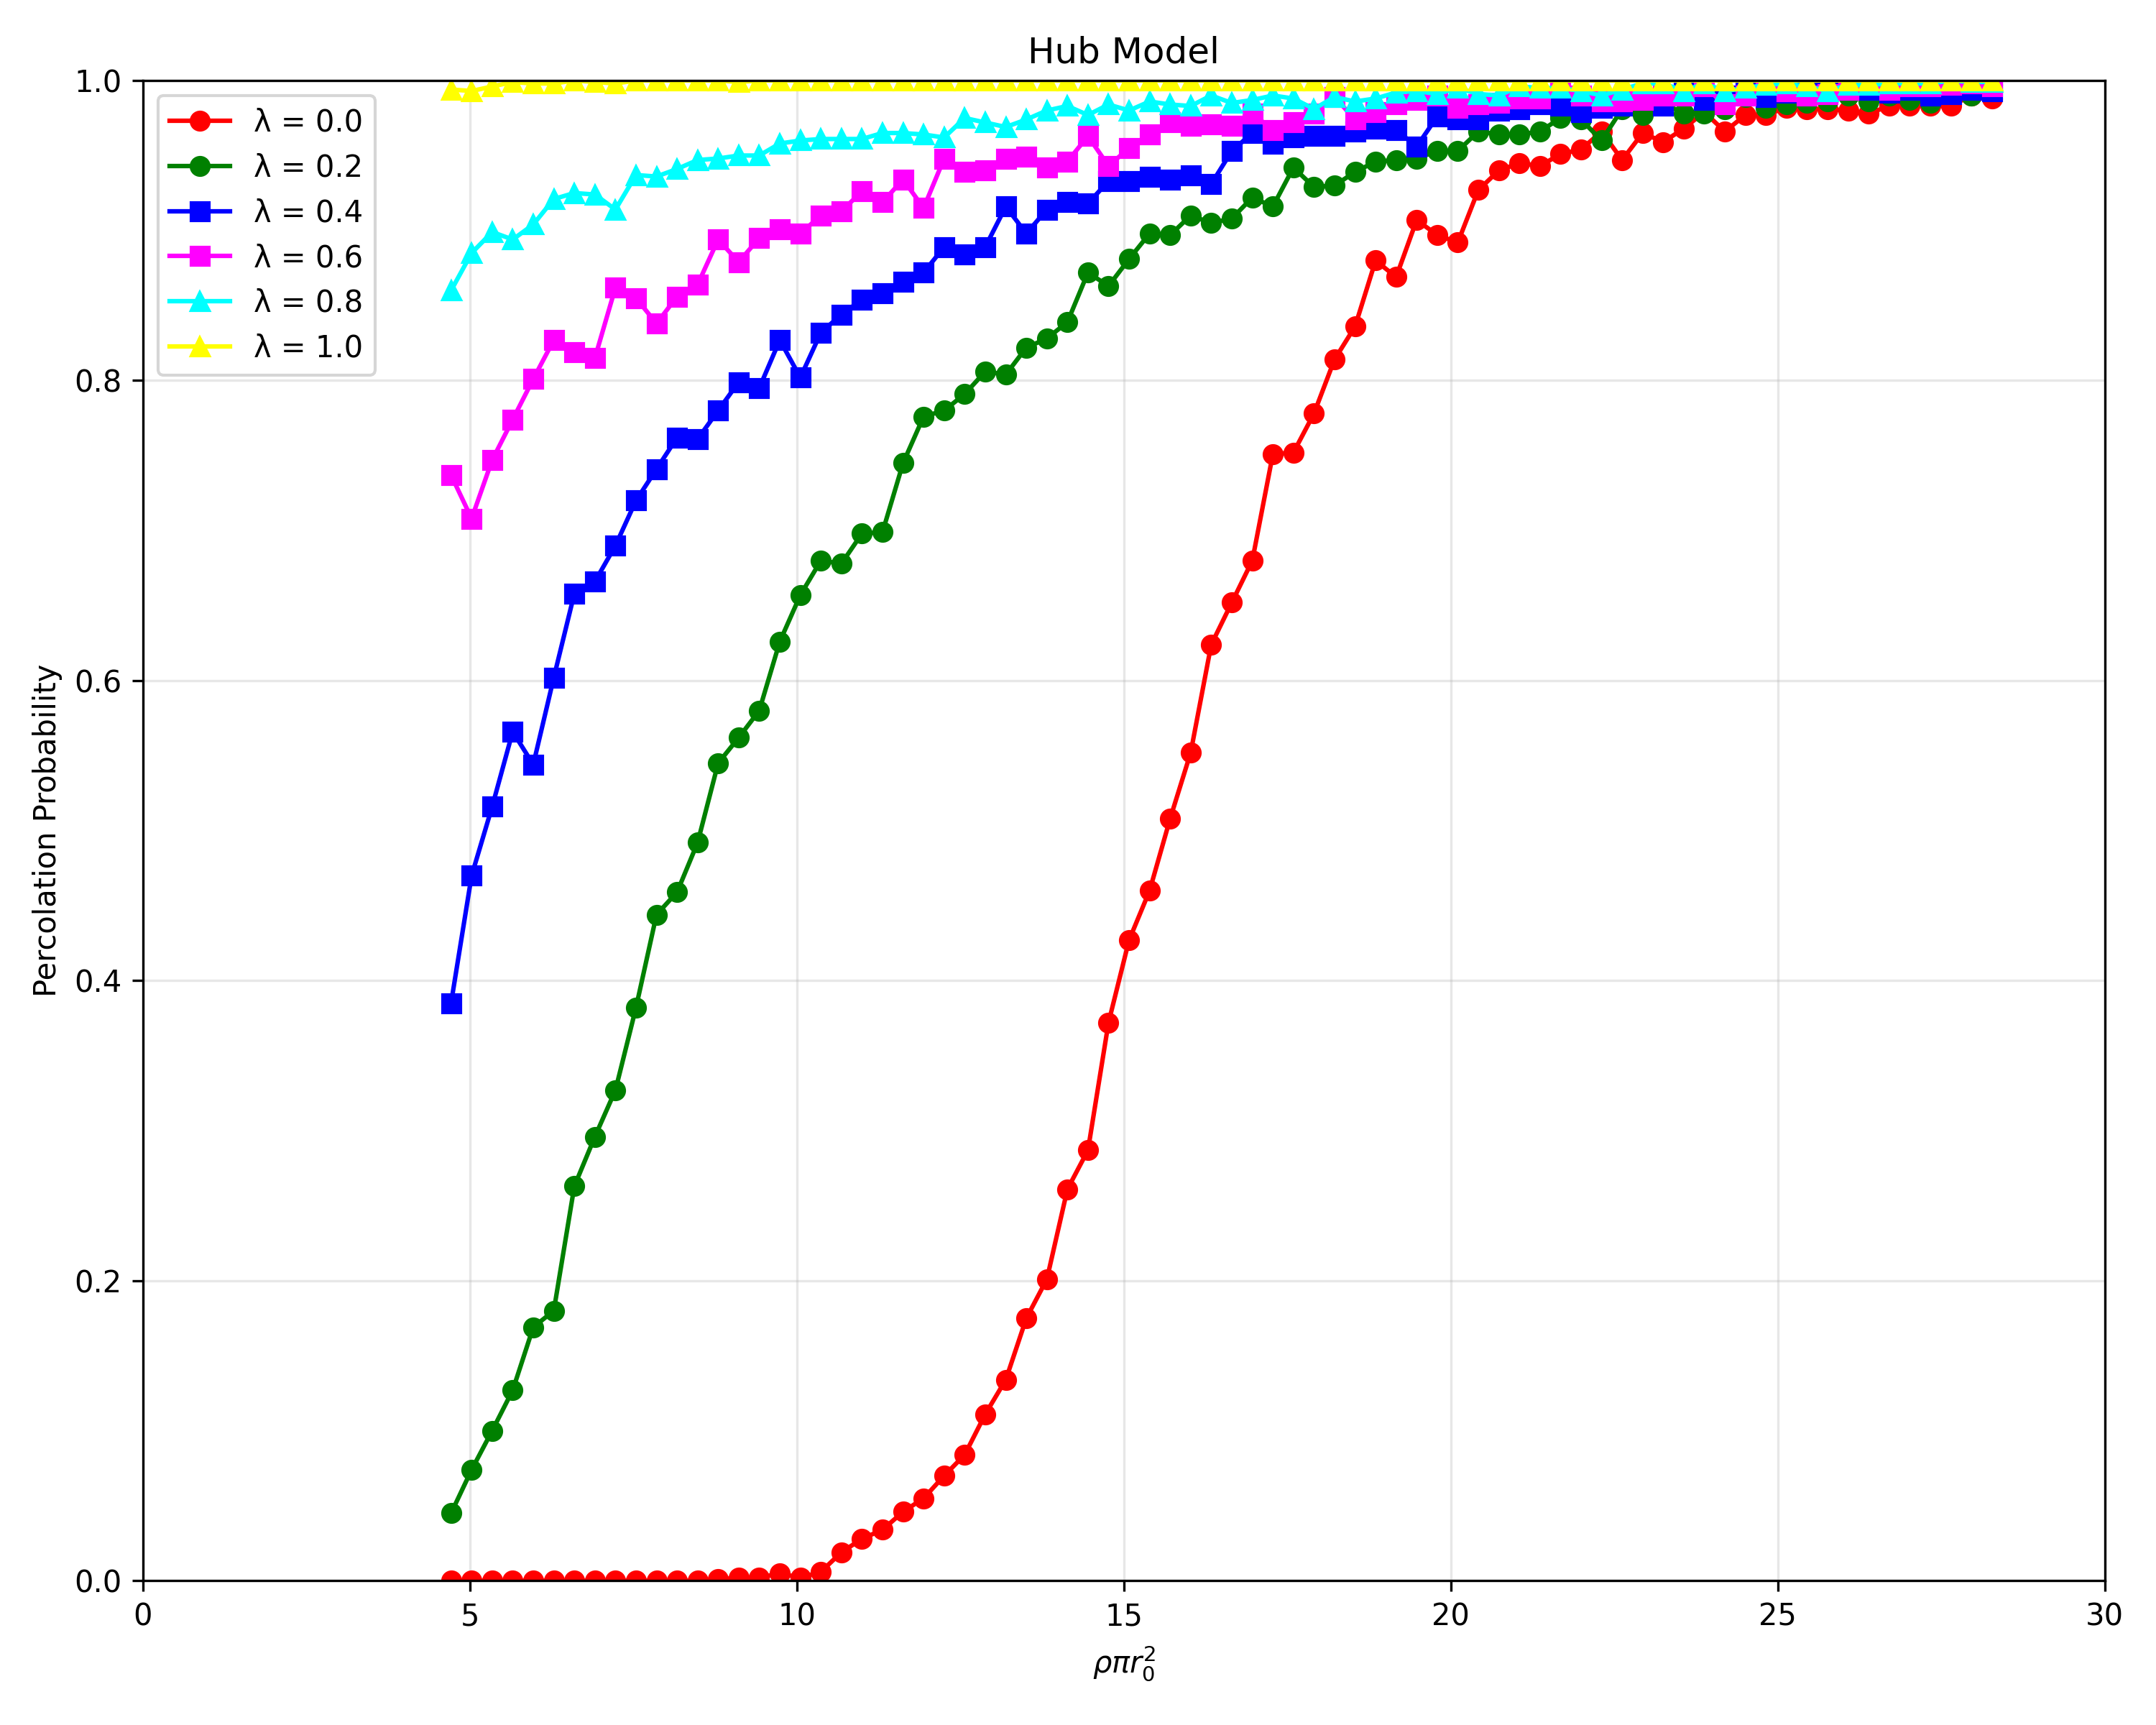 Hub Model
λ = 0.0
λ = 0.2
λ = 0.4
λ = 0.6
λ = 0.8
λ = 1.0
Percolation Probability
1.0
0.8
0.6
0.4
0.2
0.0
0 5 10 15 20 25 30
ρπr₀²